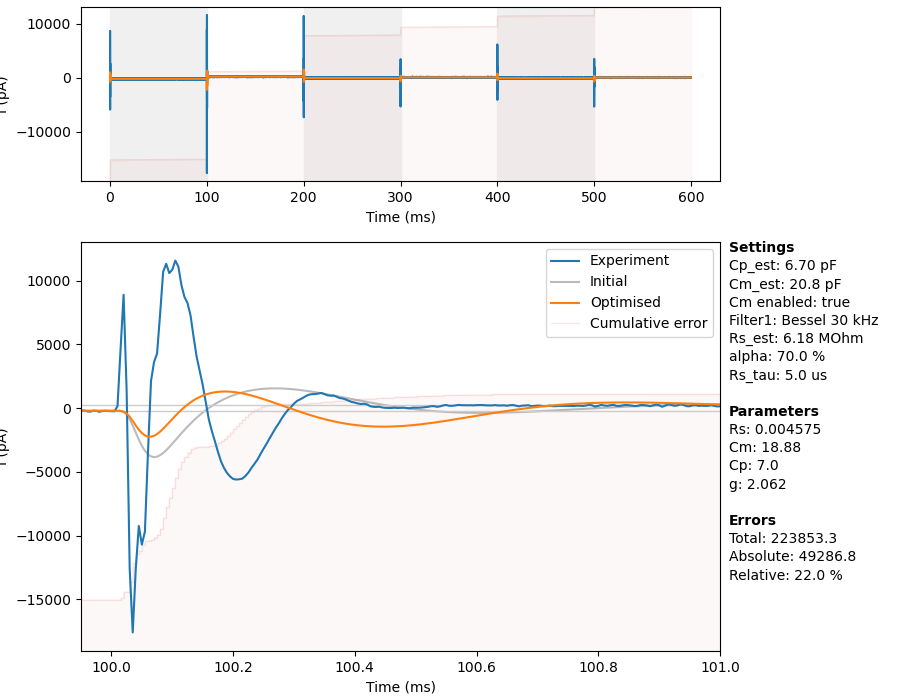 10000
0
−10000
I (pA)
0
100
200
300
400
500
600
Time (ms)
10000
5000
0
−5000
−10000
−15000
I (pA)
100.0
100.2
100.4
100.6
100.8
101.0
Time (ms)
Experiment
Initial
Optimised
Cumulative error
Settings
Cp_est: 6.70 pF
Cm_est: 20.8 pF
Cm enabled: true
Filter1: Bessel 30 kHz
Rs_est: 6.18 MOhm
alpha: 70.0 %
Rs_tau: 5.0 us
Parameters
Rs: 0.004575
Cm: 18.88
Cp: 7.0
g: 2.062
Errors
Total: 223853.3
Absolute: 49286.8
Relative: 22.0 %